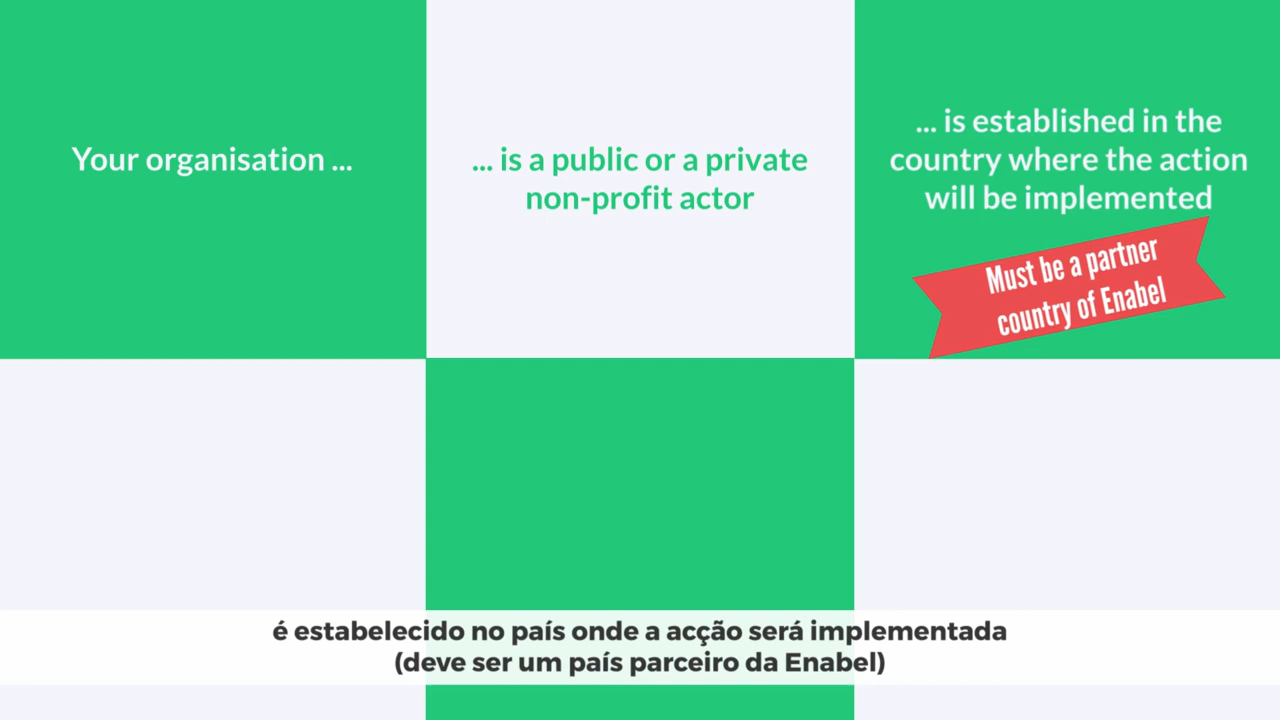 Your organisation ...
... is a public or a private
non-profit actor
... is established in the
country where the action
will be implemented
Must be a partner
country of Enabel
é estabelecido no país onde a acção será implementada
(deve ser um país parceiro da Enabel)